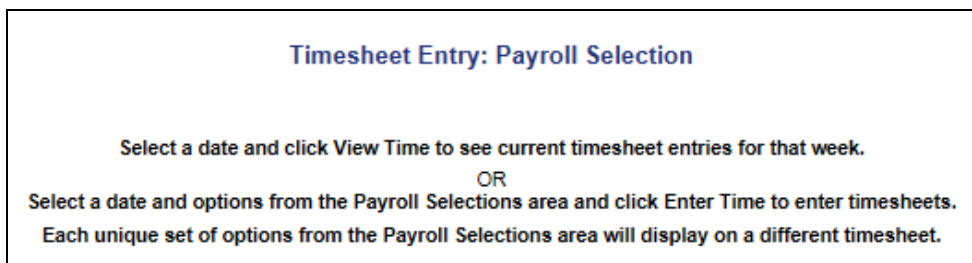 Timesheet Entry: Payroll Selection
Select a date and click View Time to see current timesheet entries for that week.
OR
Select a date and options from the Payroll Selections area and click Enter Time to enter timesheets.
Each unique set of options from the Payroll Selections area will display on a different timesheet.